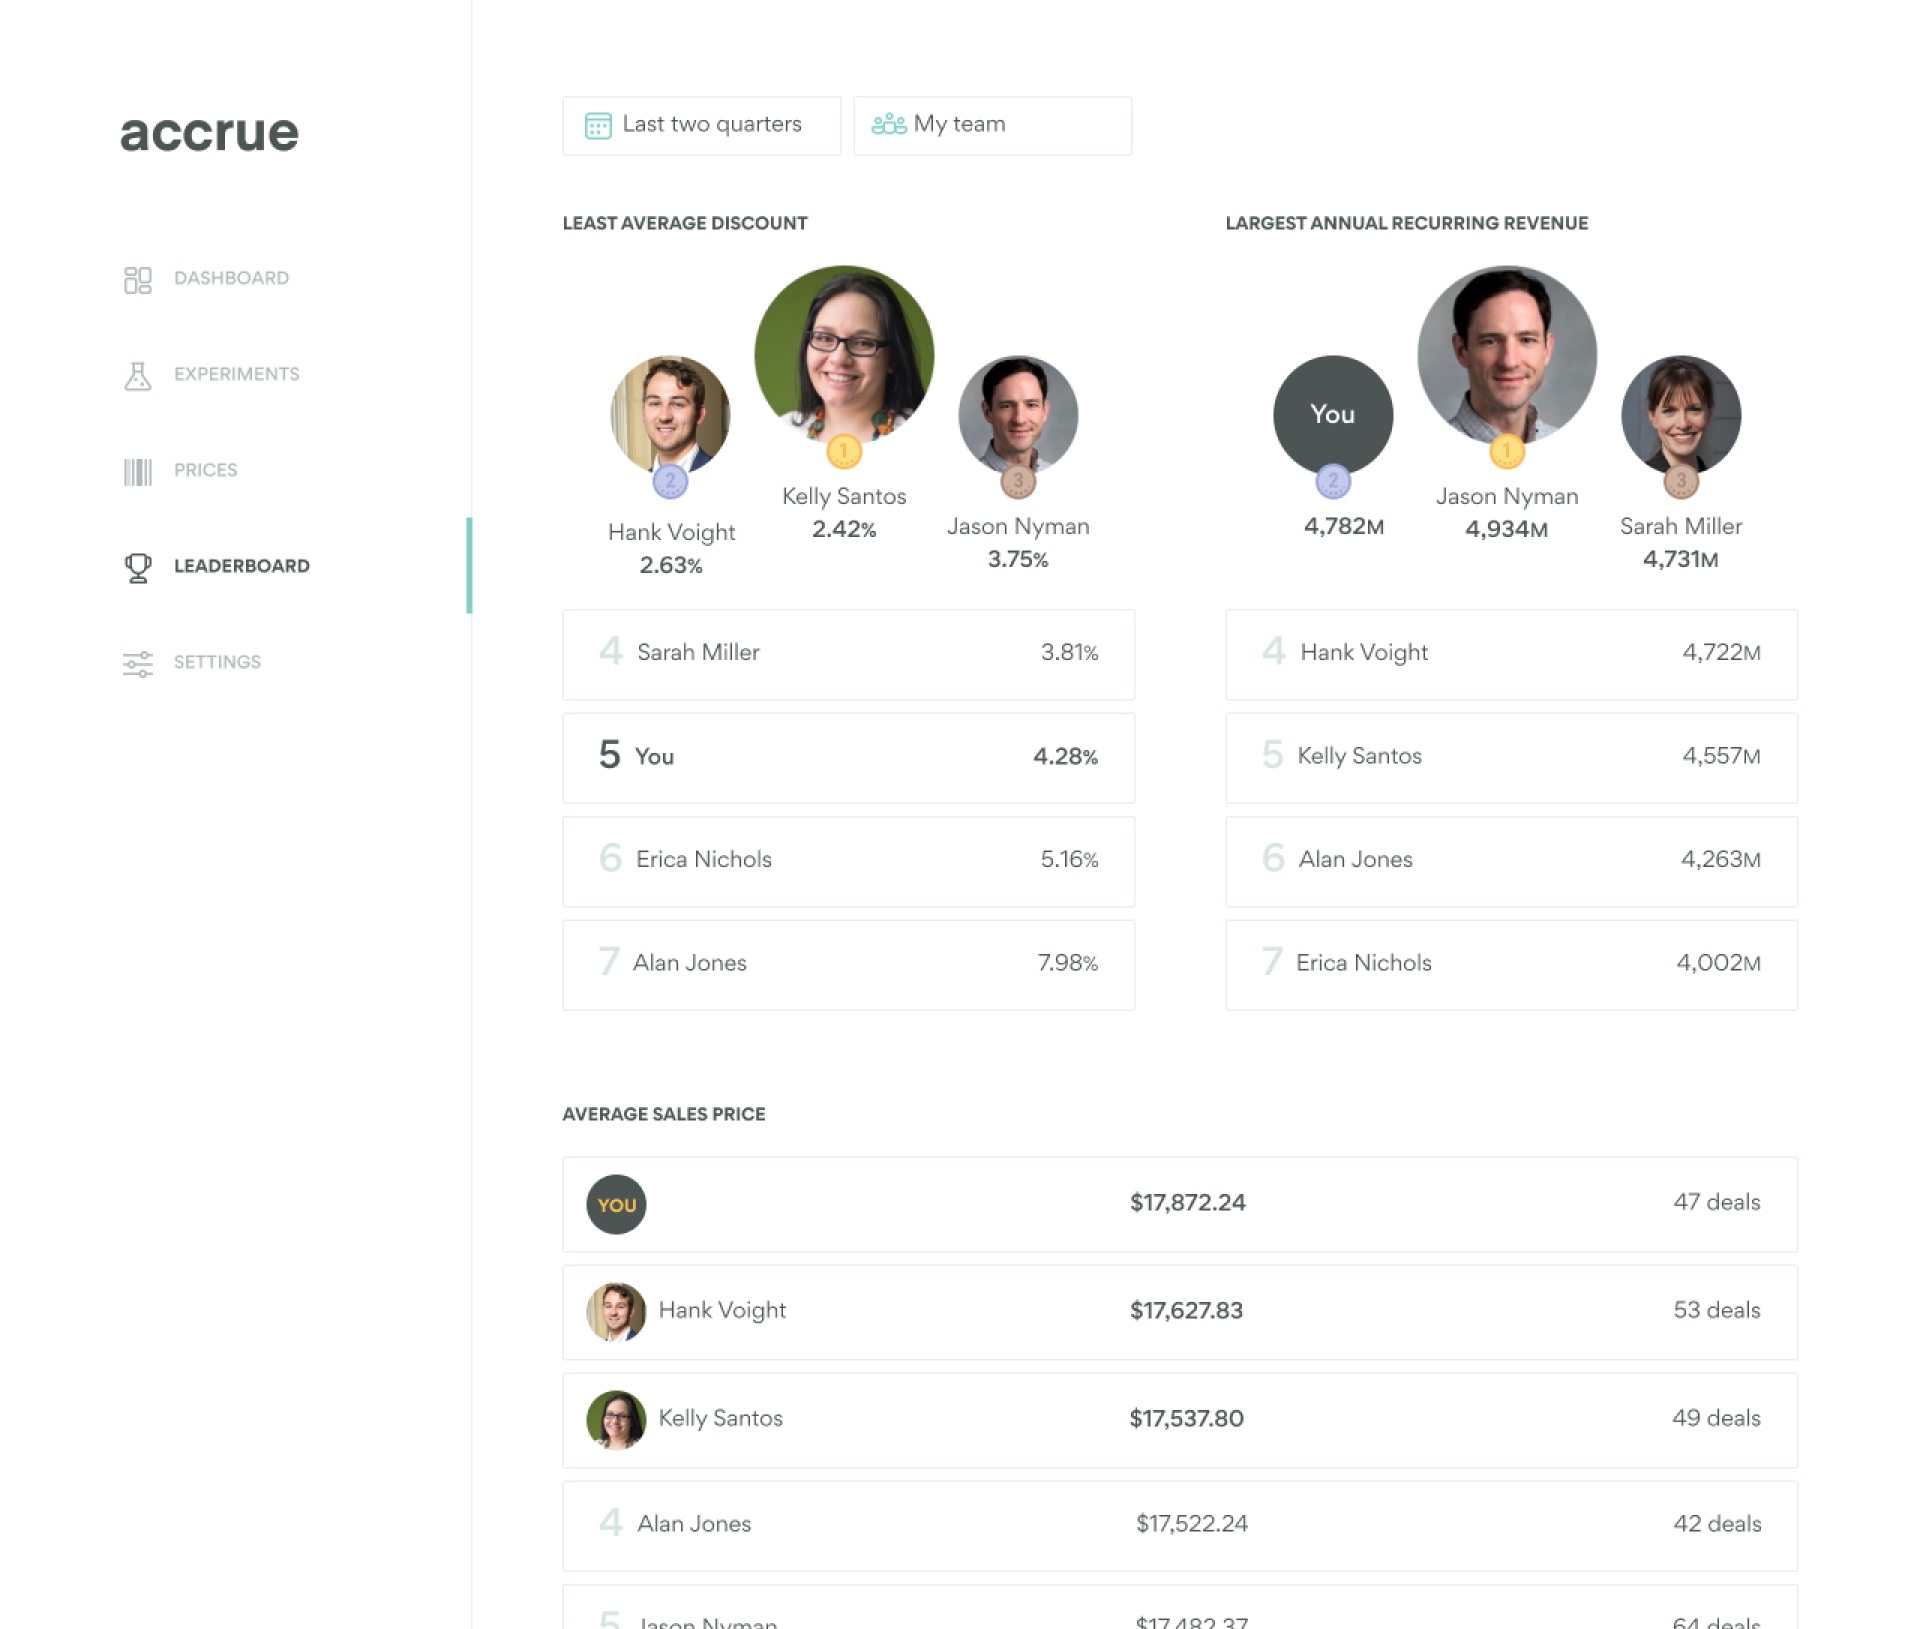 accrue
DASHBOARD
EXPERIMENTS
PRICES
LEADERBOARD
SETTINGS
Last two quarters
My team
LEAST AVERAGE DISCOUNT
2
Hank Voight
2.63%
1
Kelly Santos
2.42%
3
Jason Nyman
3.75%
4 Sarah Miller 3.81%
5 You 4.28%
6 Erica Nichols 5.16%
7 Alan Jones 7.98%
LARGEST ANNUAL RECURRING REVENUE
You
2
4,782M
1
Jason Nyman
4,934M
3
Sarah Miller
4,731M
4 Hank Voight 4,722M
5 Kelly Santos 4,557M
6 Alan Jones 4,263M
7 Erica Nichols 4,002M
AVERAGE SALES PRICE
YOU $17,872.24 47 deals
Hank Voight $17,627.83 53 deals
Kelly Santos $17,537.80 49 deals
4 Alan Jones $17,522.24 42 deals
5 Jason Nyman $17,482.37 64 deals